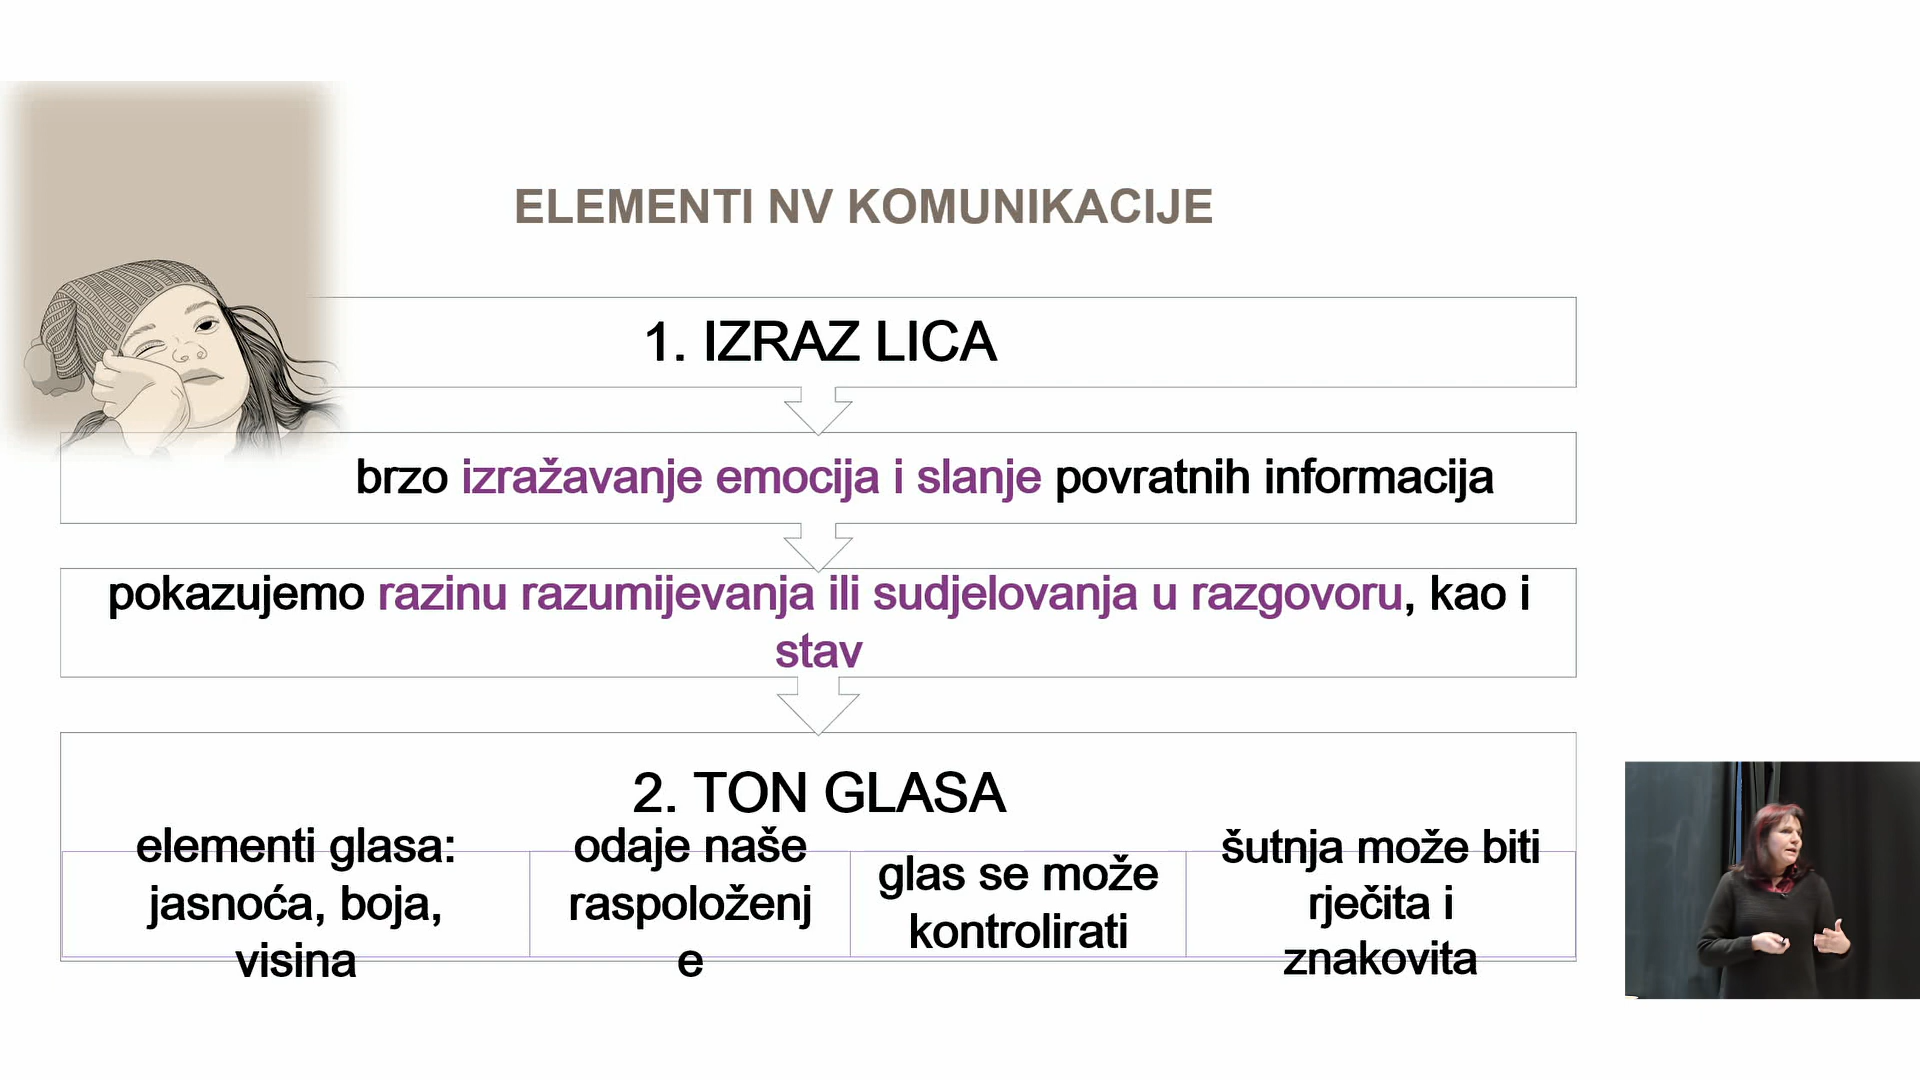 ELEMENTI NV KOMUNIKACIJE
1. IZRAZ LICA
brzo izražavanje emocija i slanje povratnih informacija
pokazujemo razinu razumijevanja ili sudjelovanja u razgovoru, kao i
stav
2. TON GLASA
elementi glasa:
jasnoća, boja,
visina
odaje naše
raspoloženj
e
glas se može
kontrolirati
šutnja može biti
rječita i
znakovita